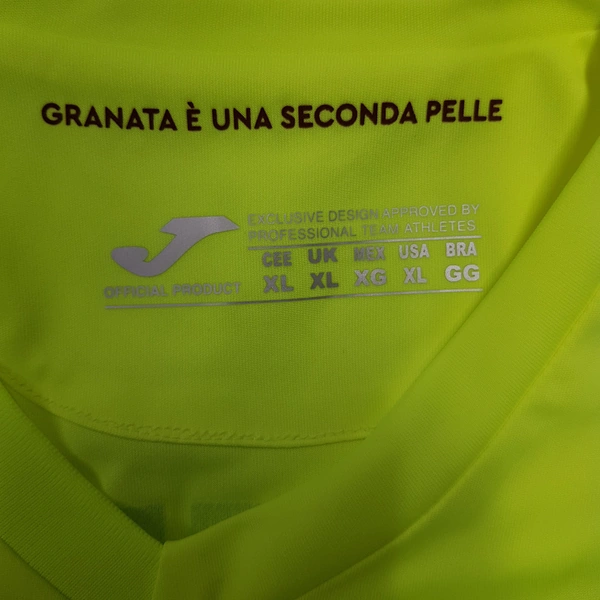 GRANATA È UNA SECONDA PELLE
EXCLUSIVE DESIGN APPROVED BY
PROFESSIONAL TEAM ATHLETES
CEE UK MEX USA BRA
XL XL XG XL GG
OFFICIAL PRODUCT